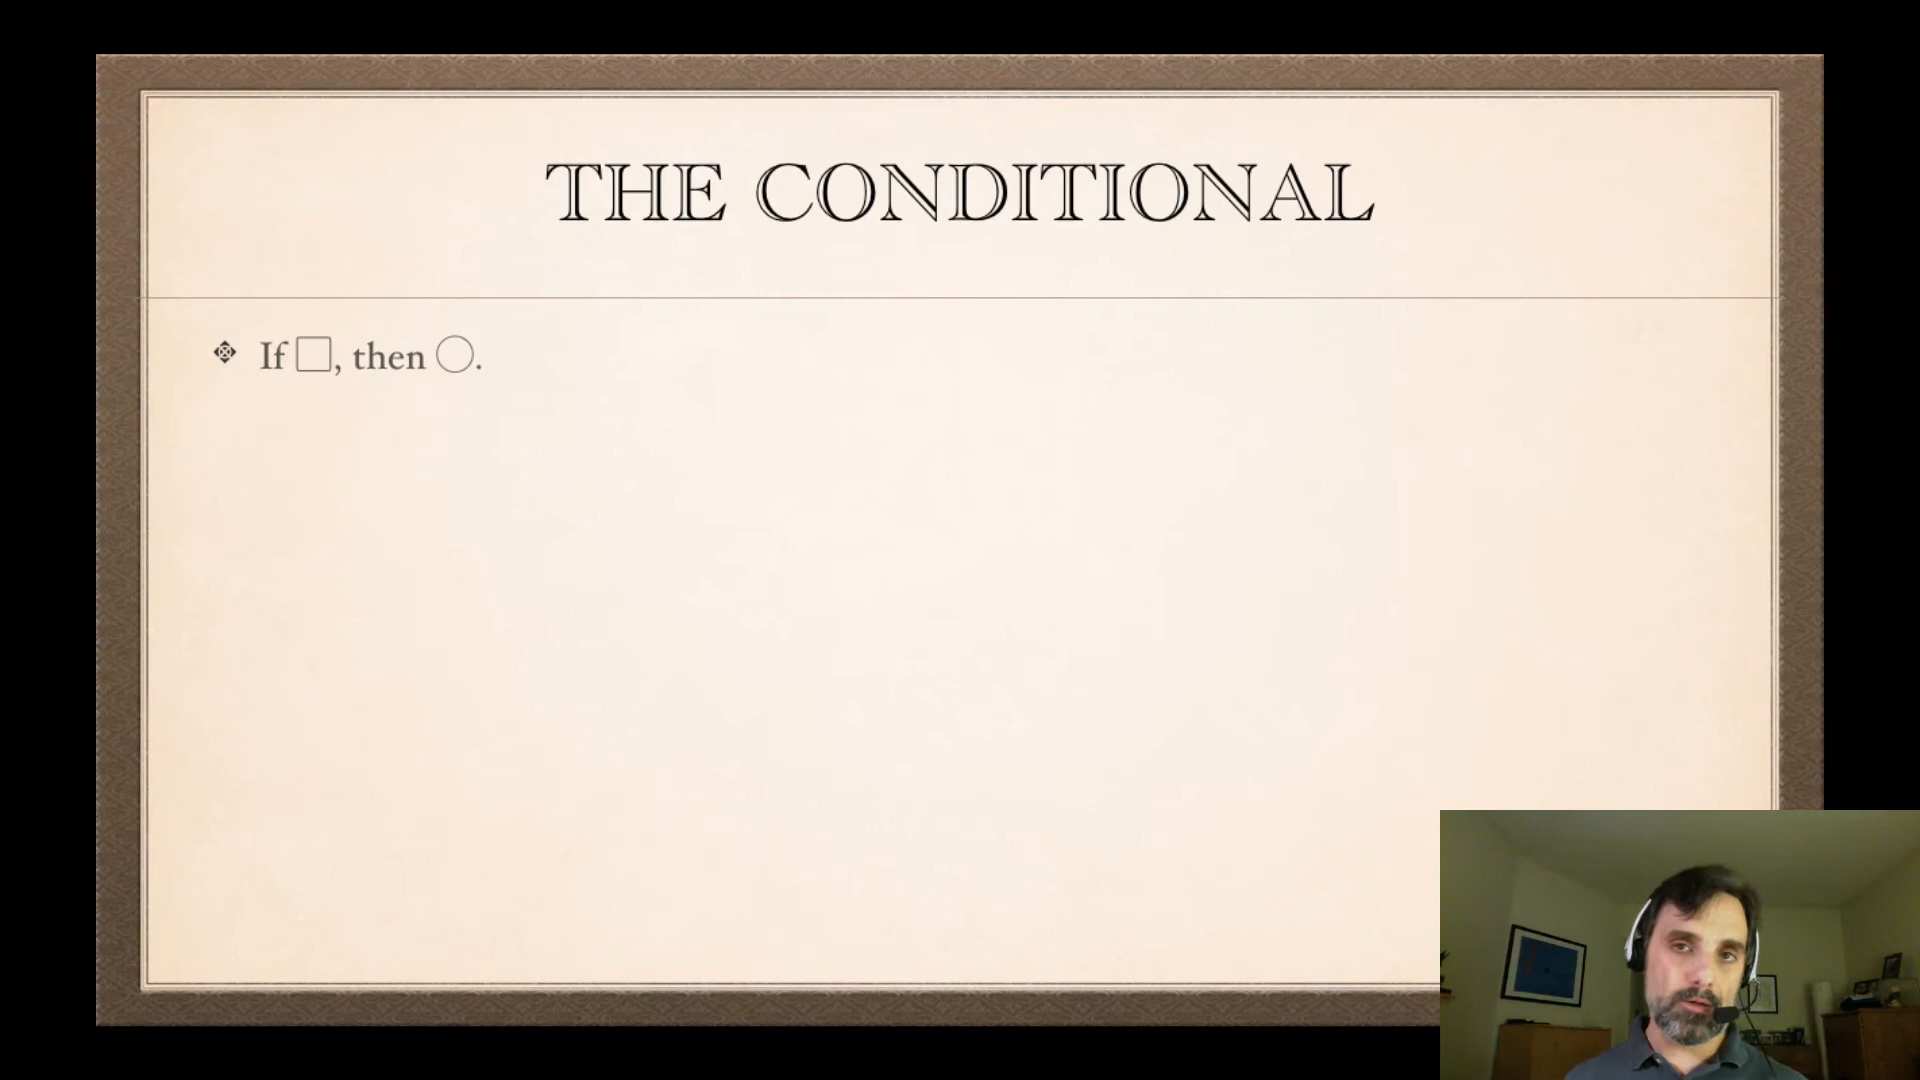 THE CONDITIONAL
If □, then ○.